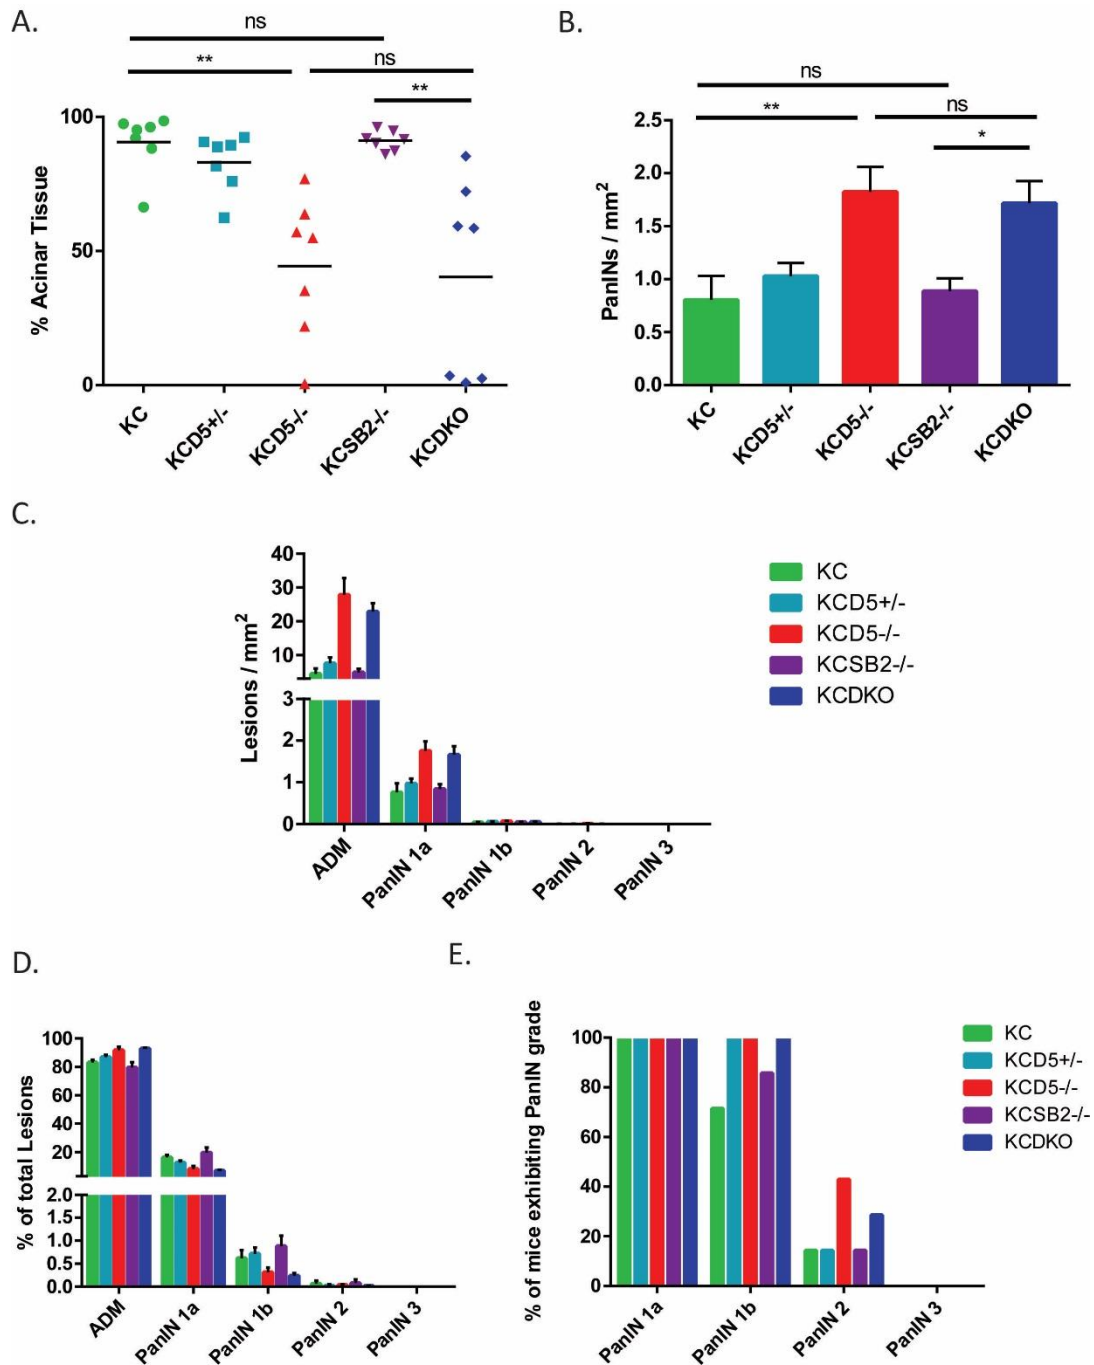 A.
ns
**
ns
**
% Acinar Tissue
100
50
0
KC
KCD5+/-
KCD5-/-
KCSB2-/-
KCDKO
B.
ns
**
ns
*
PanINs / mm²
2.5
2.0
1.5
1.0
0.5
0.0
KC
KCD5+/-
KCD5-/-
KCSB2-/-
KCDKO
C.
Lesions / mm²
40
30
20
10
3
2
1
0
ADM
PanIN 1a
PanIN 1b
PanIN 2
PanIN 3
KC
KCD5+/-
KCD5-/-
KCSB2-/-
KCDKO
D.
% of total Lesions
100
80
60
40
20
2.0
1.5
1.0
0.5
0.0
ADM
PanIN 1a
PanIN 1b
PanIN 2
PanIN 3
E.
% of mice exhibiting PanIN grade
100
80
60
40
20
0
PanIN 1a
PanIN 1b
PanIN 2
PanIN 3
KC
KCD5+/-
KCD5-/-
KCSB2-/-
KCDKO